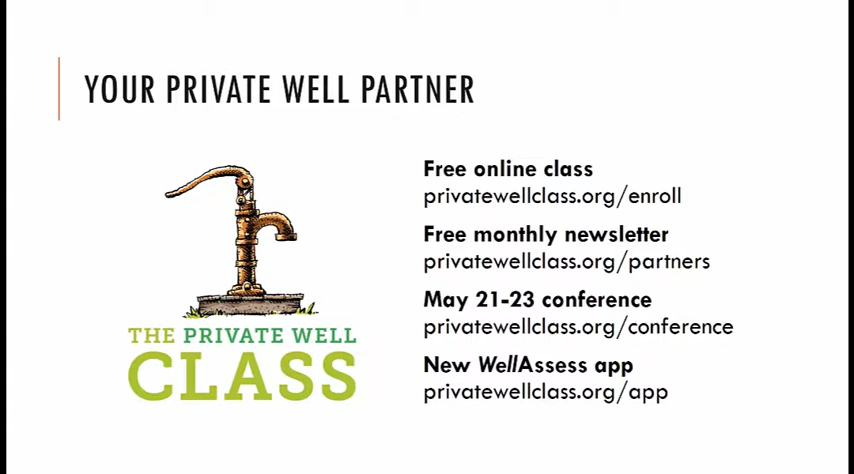 YOUR PRIVATE WELL PARTNER
THE PRIVATE WELL
CLASS
Free online class
privatewellclass.org/enroll
Free monthly newsletter
privatewellclass.org/partners
May 21-23 conference
privatewellclass.org/conference
New WellAssess app
privatewellclass.org/app